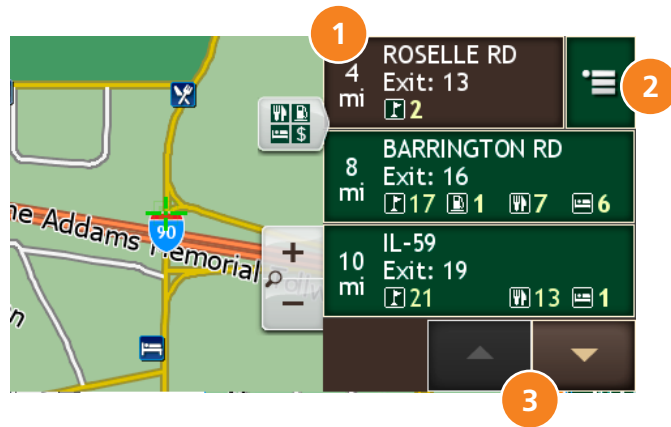 1
2
3
4
mi
ROSELLE RD
Exit: 13
2
8
mi
BARRINGTON RD
Exit: 16
17 1 7 6
10
mi
IL-59
Exit: 19
21 13 1
$
90
ne Addams Memorial Tollw
+
−
n